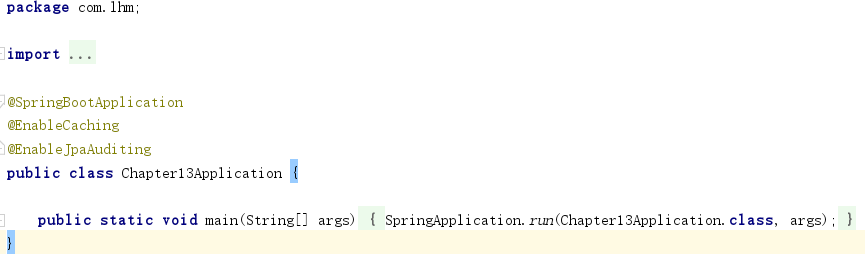 package com.lhm;
import ...
@SpringBootApplication
@EnableCaching
@EnableJpaAuditing
public class Chapter13Application {
public static void main(String[] args) { SpringApplication.run(Chapter13Application.class, args); }
}